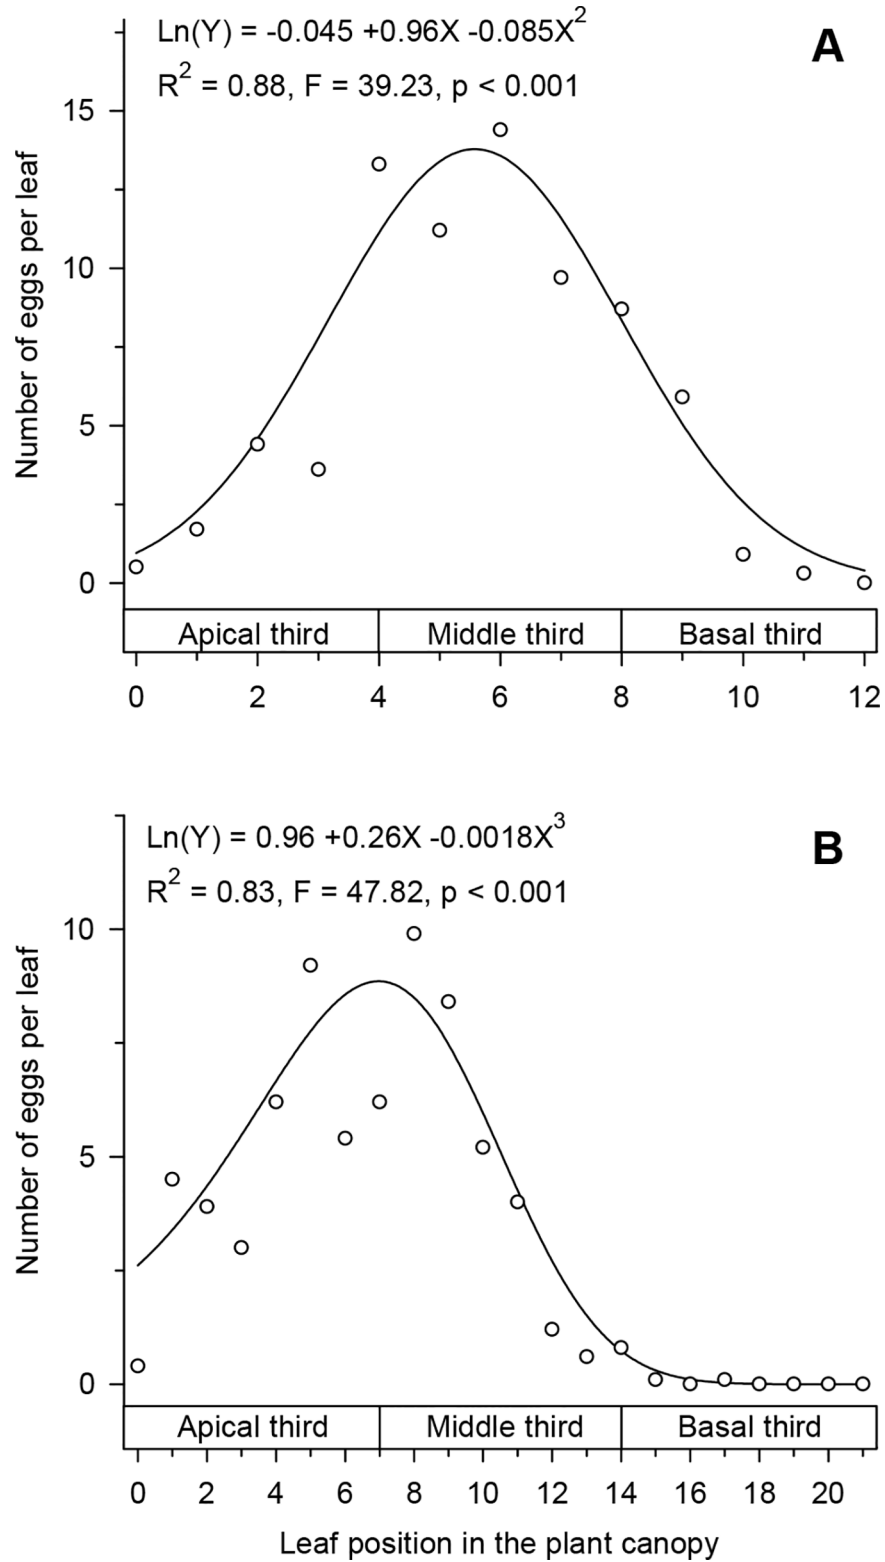 Ln(Y) = -0.045 +0.96X -0.085X²
A
R² = 0.88, F = 39.23, p < 0.001
Number of eggs per leaf
15
10
5
0
Apical third Middle third Basal third
0 2 4 6 8 10 12
Ln(Y) = 0.96 +0.26X -0.0018X³
B
R² = 0.83, F = 47.82, p < 0.001
Number of eggs per leaf
10
5
0
Apical third Middle third Basal third
0 2 4 6 8 10 12 14 16 18 20
Leaf position in the plant canopy